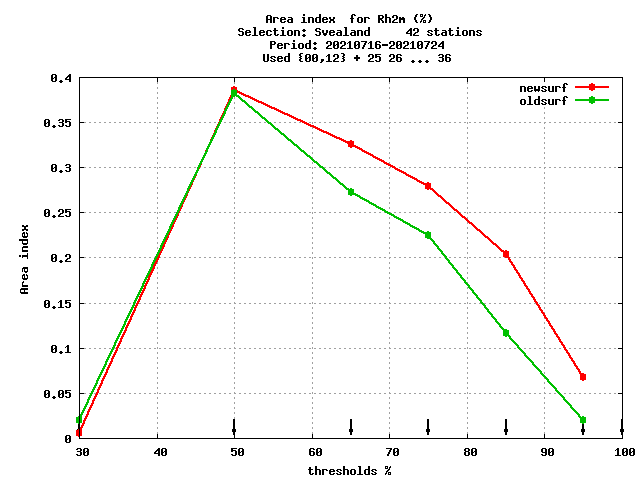 Area index  for Rh2m (%)
Selection: Svealand     42 stations
Period: 20210716-20210724
Used {00,12} + 25 26 ... 36
newsurf
oldsurf
0.4
0.35
0.3
0.25
0.2
0.15
0.1
0.05
0
Area index
30 40 50 60 70 80 90 100
thresholds %